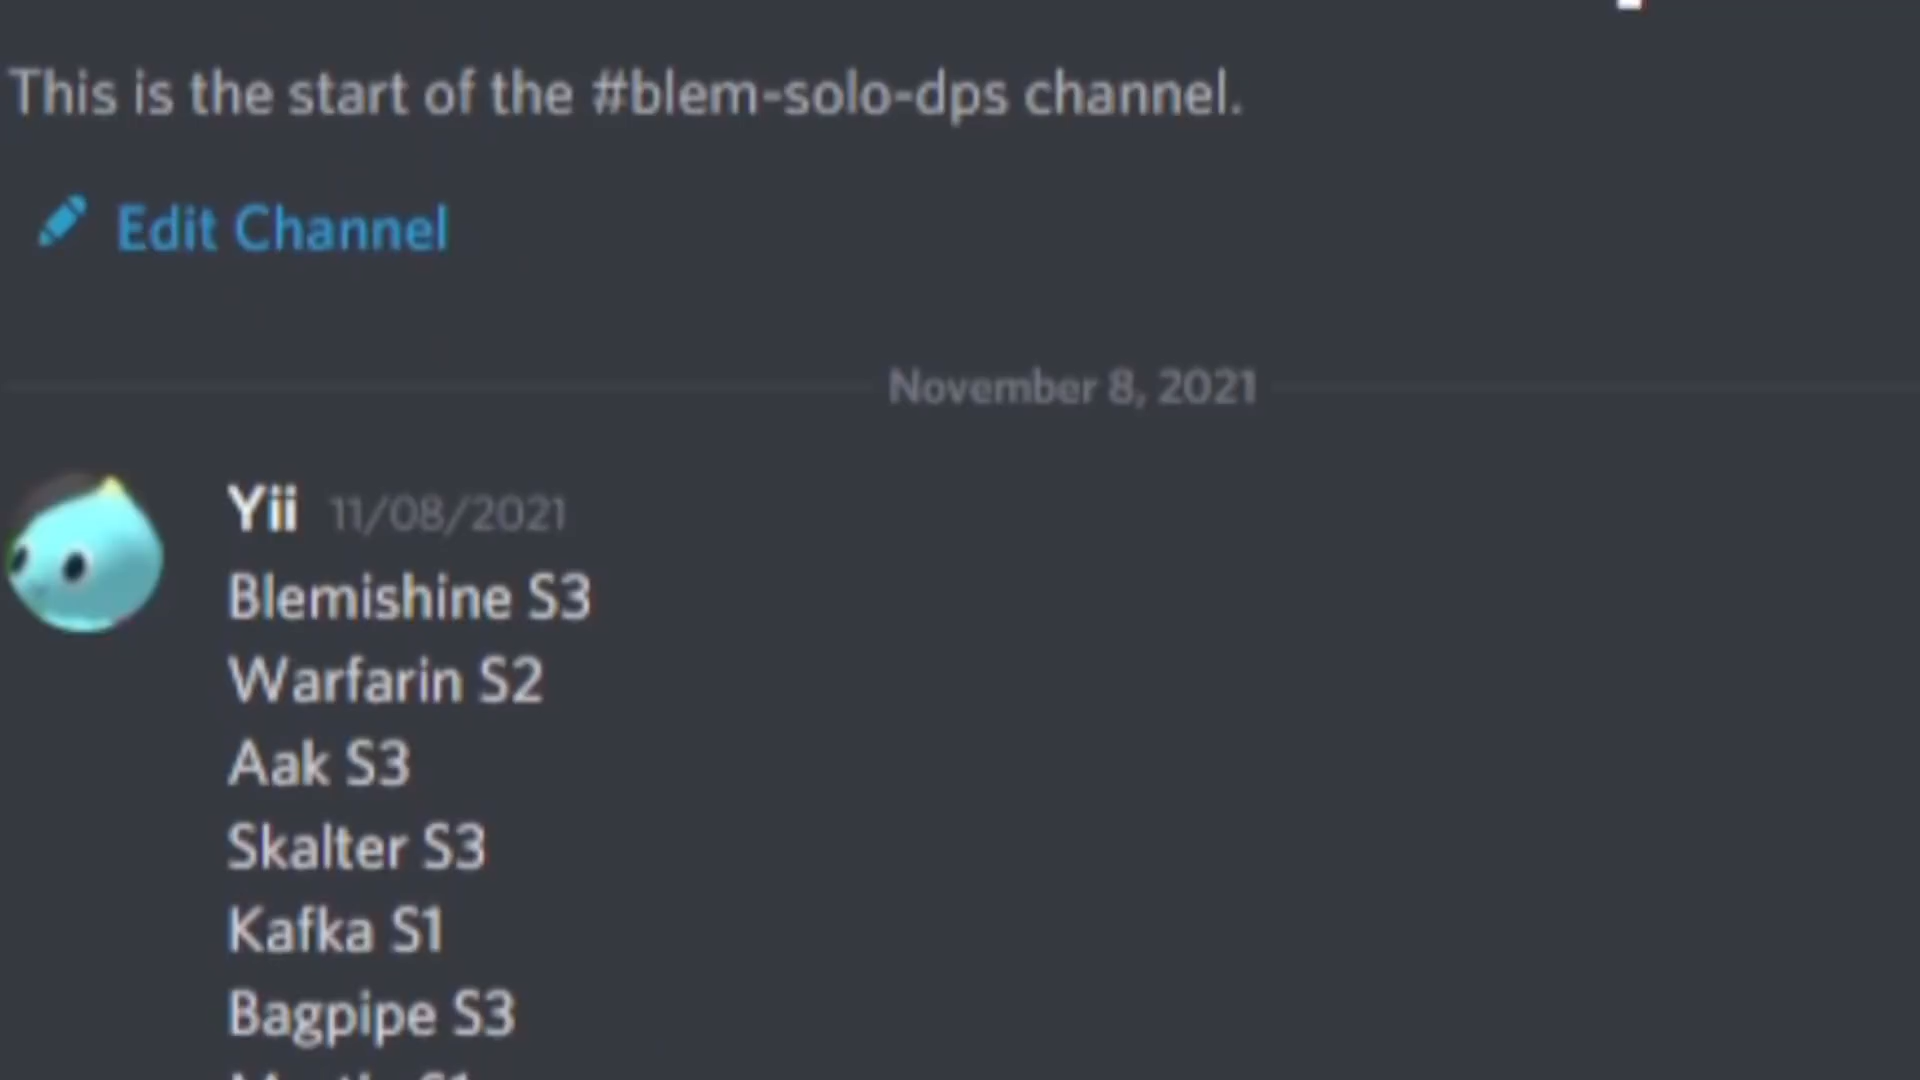 This is the start of the #blem-solo-dps channel.
Edit Channel
November 8, 2021
Yii 11/08/2021
Blemishine S3
Warfarin S2
Aak S3
Skalter S3
Kafka S1
Bagpipe S3